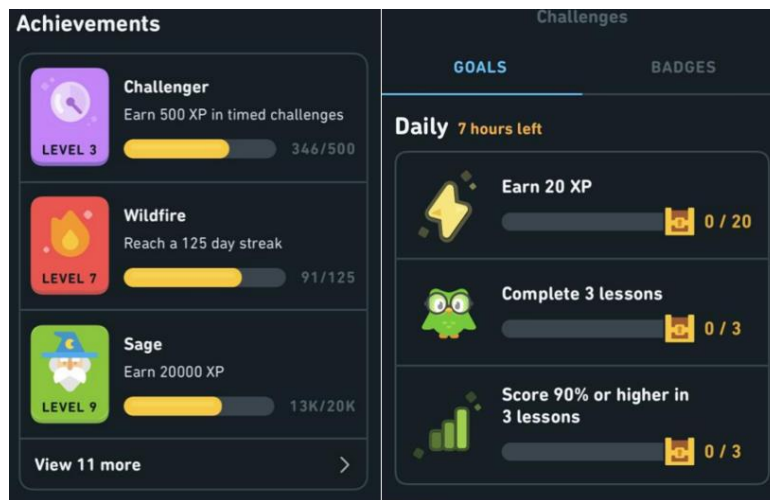 Achievements
Challenger
Earn 500 XP in timed challenges
LEVEL 3
346/500
Wildfire
Reach a 125 day streak
LEVEL 7
91/125
Sage
Earn 20000 XP
LEVEL 9
13K/20K
View 11 more
Challenges
GOALS
BADGES
Daily 7 hours left
Earn 20 XP
0 / 20
Complete 3 lessons
0 / 3
Score 90% or higher in
3 lessons
0 / 3